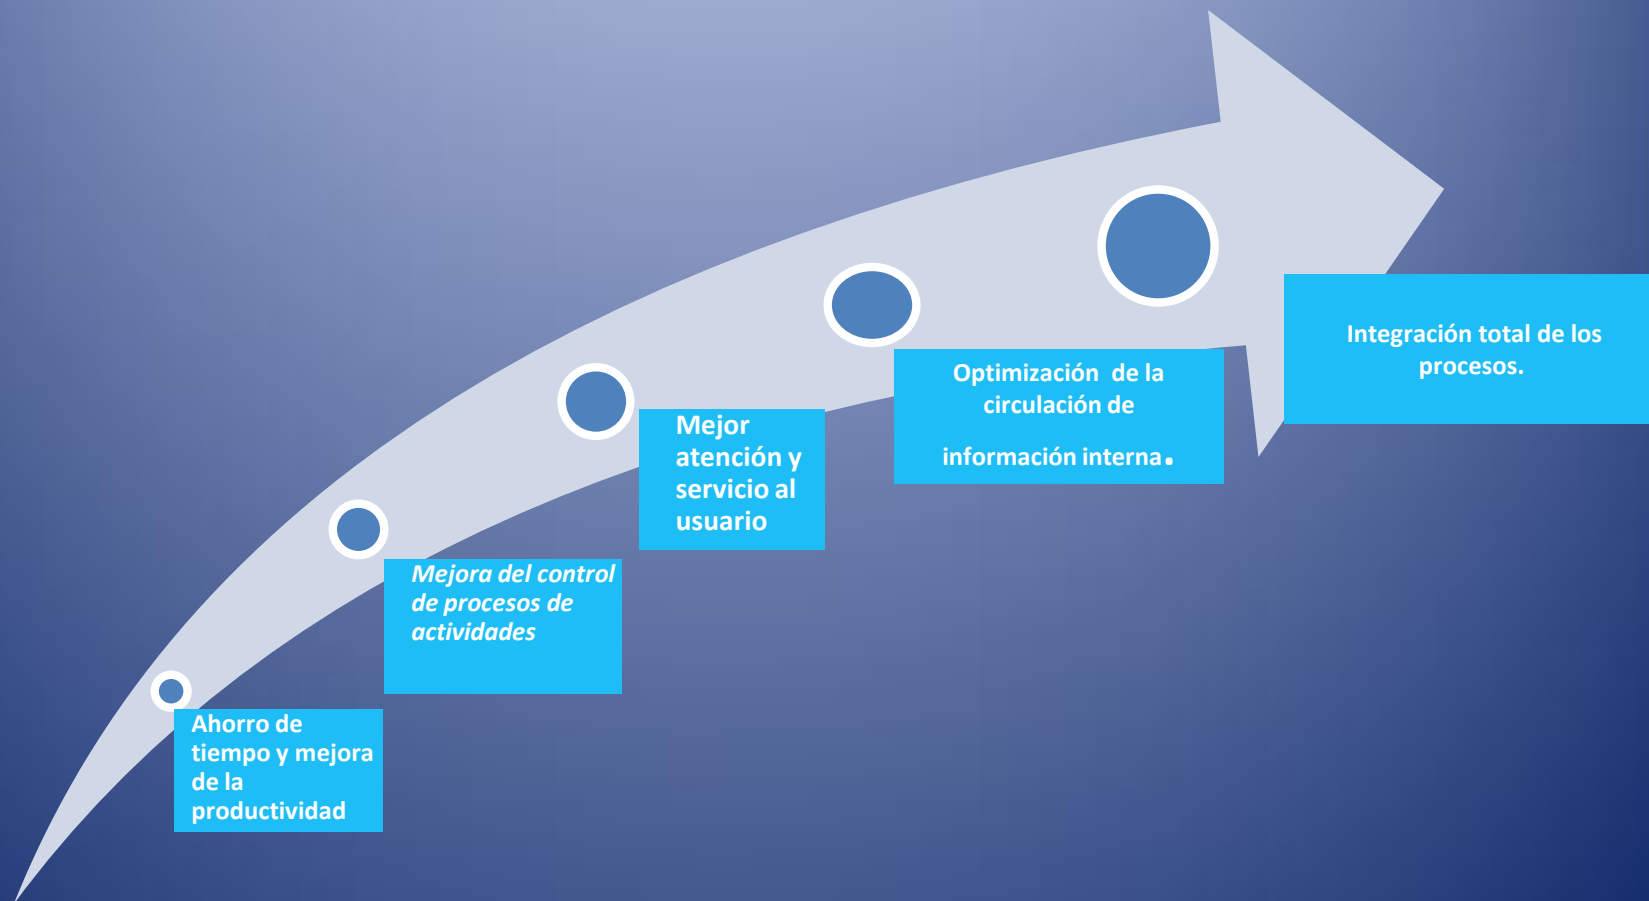 Ahorro de
tiempo y mejora
de la
productividad
Mejora del control
de procesos de
actividades
Mejor
atención y
servicio al
usuario
Optimización  de la
circulación de
información interna.
Integración total de los
procesos.